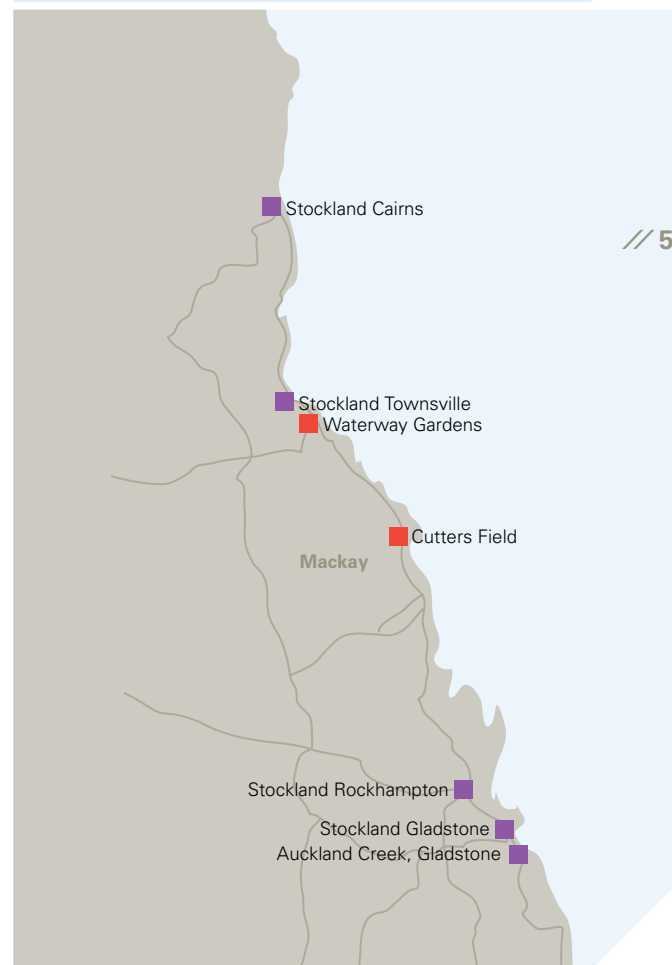 Stockland Cairns
// 5
Stockland Townsville
Waterway Gardens
Cutters Field
Mackay
Stockland Rockhampton
Stockland Gladstone
Auckland Creek, Gladstone